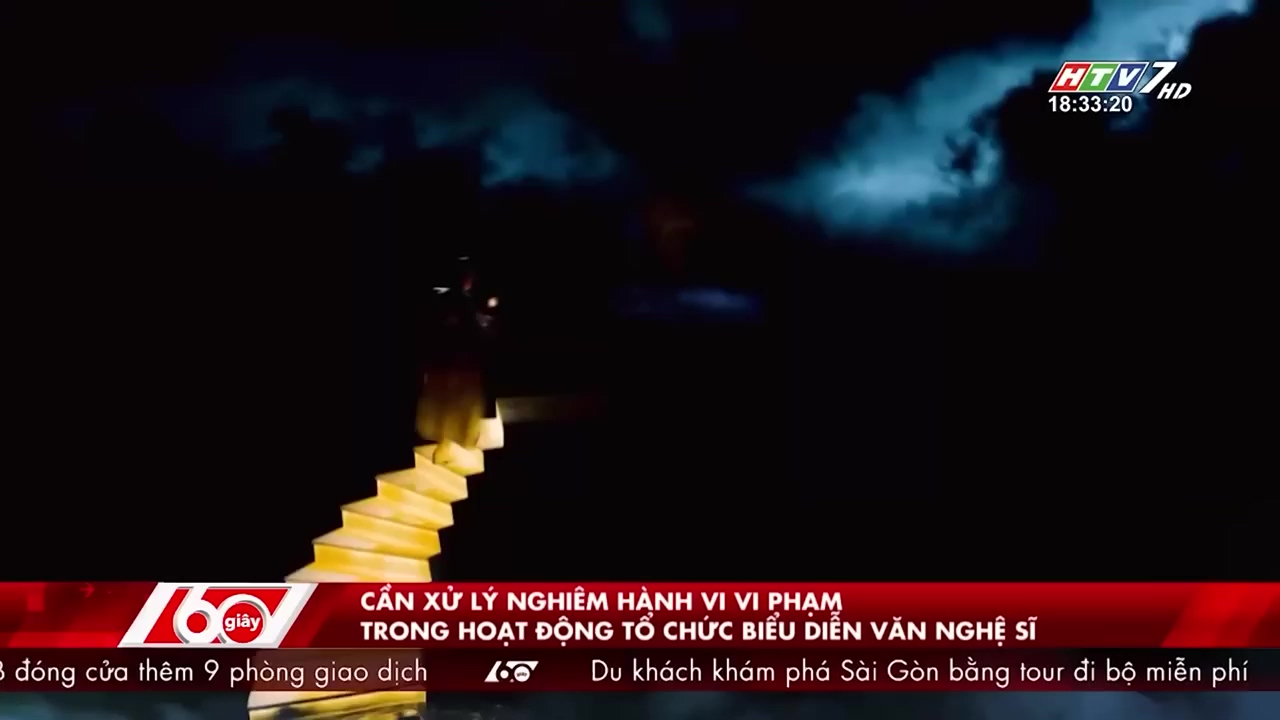 HTV7 HD
18:33:20
60 giây
CẦN XỬ LÝ NGHIÊM HÀNH VI VI PHẠM
TRONG HOẠT ĐỘNG TỔ CHỨC BIỂU DIỄN VĂN NGHỆ SĨ
đóng cửa thêm 9 phòng giao dịch 60 giây Du khách khám phá Sài Gòn bằng tour đi bộ miễn phí